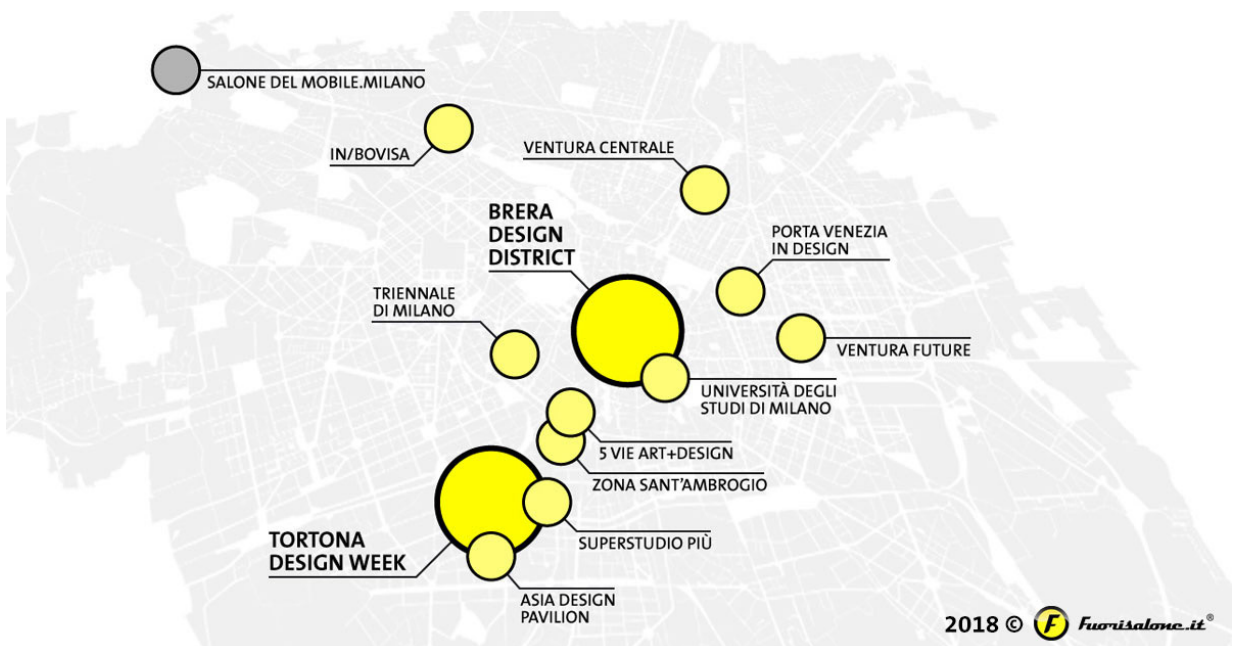 SALONE DEL MOBILE.MILANO
IN/BOVISA
VENTURA CENTRALE
BRERA
DESIGN
DISTRICT
PORTA VENEZIA
IN DESIGN
TRIENNALE
DI MILANO
VENTURA FUTURE
UNIVERSITÀ DEGLI
STUDI DI MILANO
5 VIE ART+DESIGN
ZONA SANT'AMBROGIO
SUPERSTUDIO PIÙ
TORTONA
DESIGN WEEK
ASIA DESIGN
PAVILION
2018 © F Fuorisalone.it®